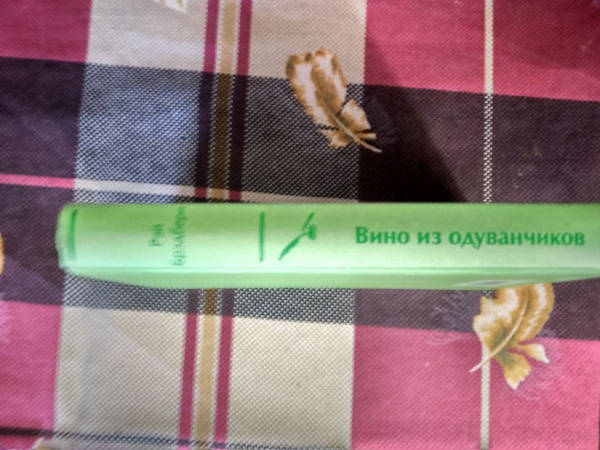 Рэй
Брэдбери
Вино из одуванчиков